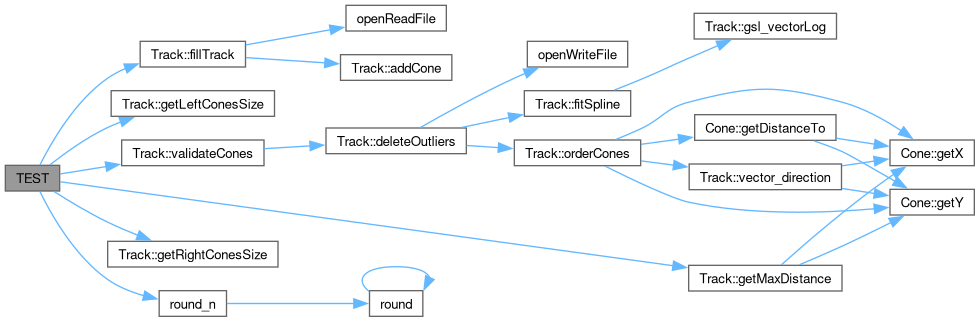 openReadFile
Track::gsl_vectorLog
Track::fillTrack
openWriteFile
Track::addCone
Track::getLeftConesSize
Track::fitSpline
Cone::getDistanceTo
Track::deleteOutliers
Track::validateCones
Track::orderCones
Cone::getX
TEST
Track::vector_direction
Cone::getY
Track::getRightConesSize
Track::getMaxDistance
round_n
round